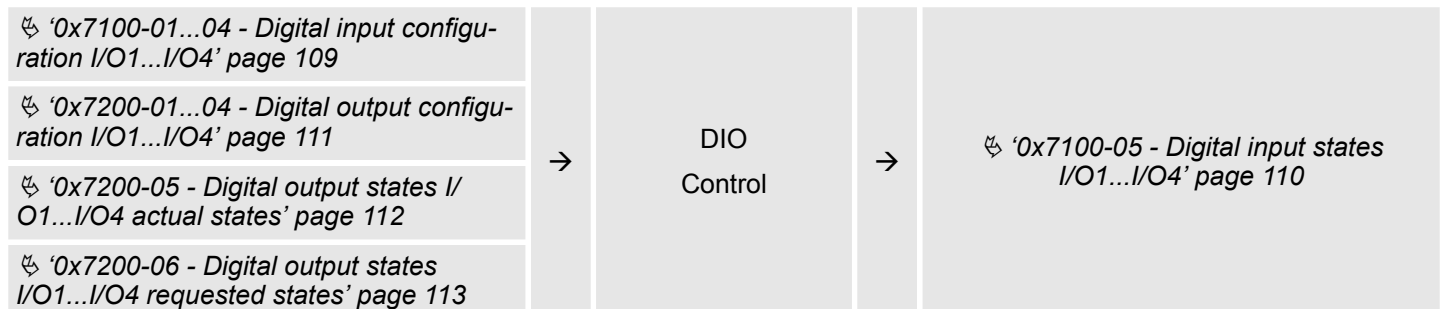 ↳ '0x7100-01...04 - Digital input configu-
ration I/O1...I/O4' page 109
↳ '0x7200-01...04 - Digital output configu-
ration I/O1...I/O4' page 111
↳ '0x7200-05 - Digital output states I/
O1...I/O4 actual states' page 112
↳ '0x7200-06 - Digital output states
I/O1...I/O4 requested states' page 113
→
DIO
Control
→
↳ '0x7100-05 - Digital input states
I/O1...I/O4' page 110